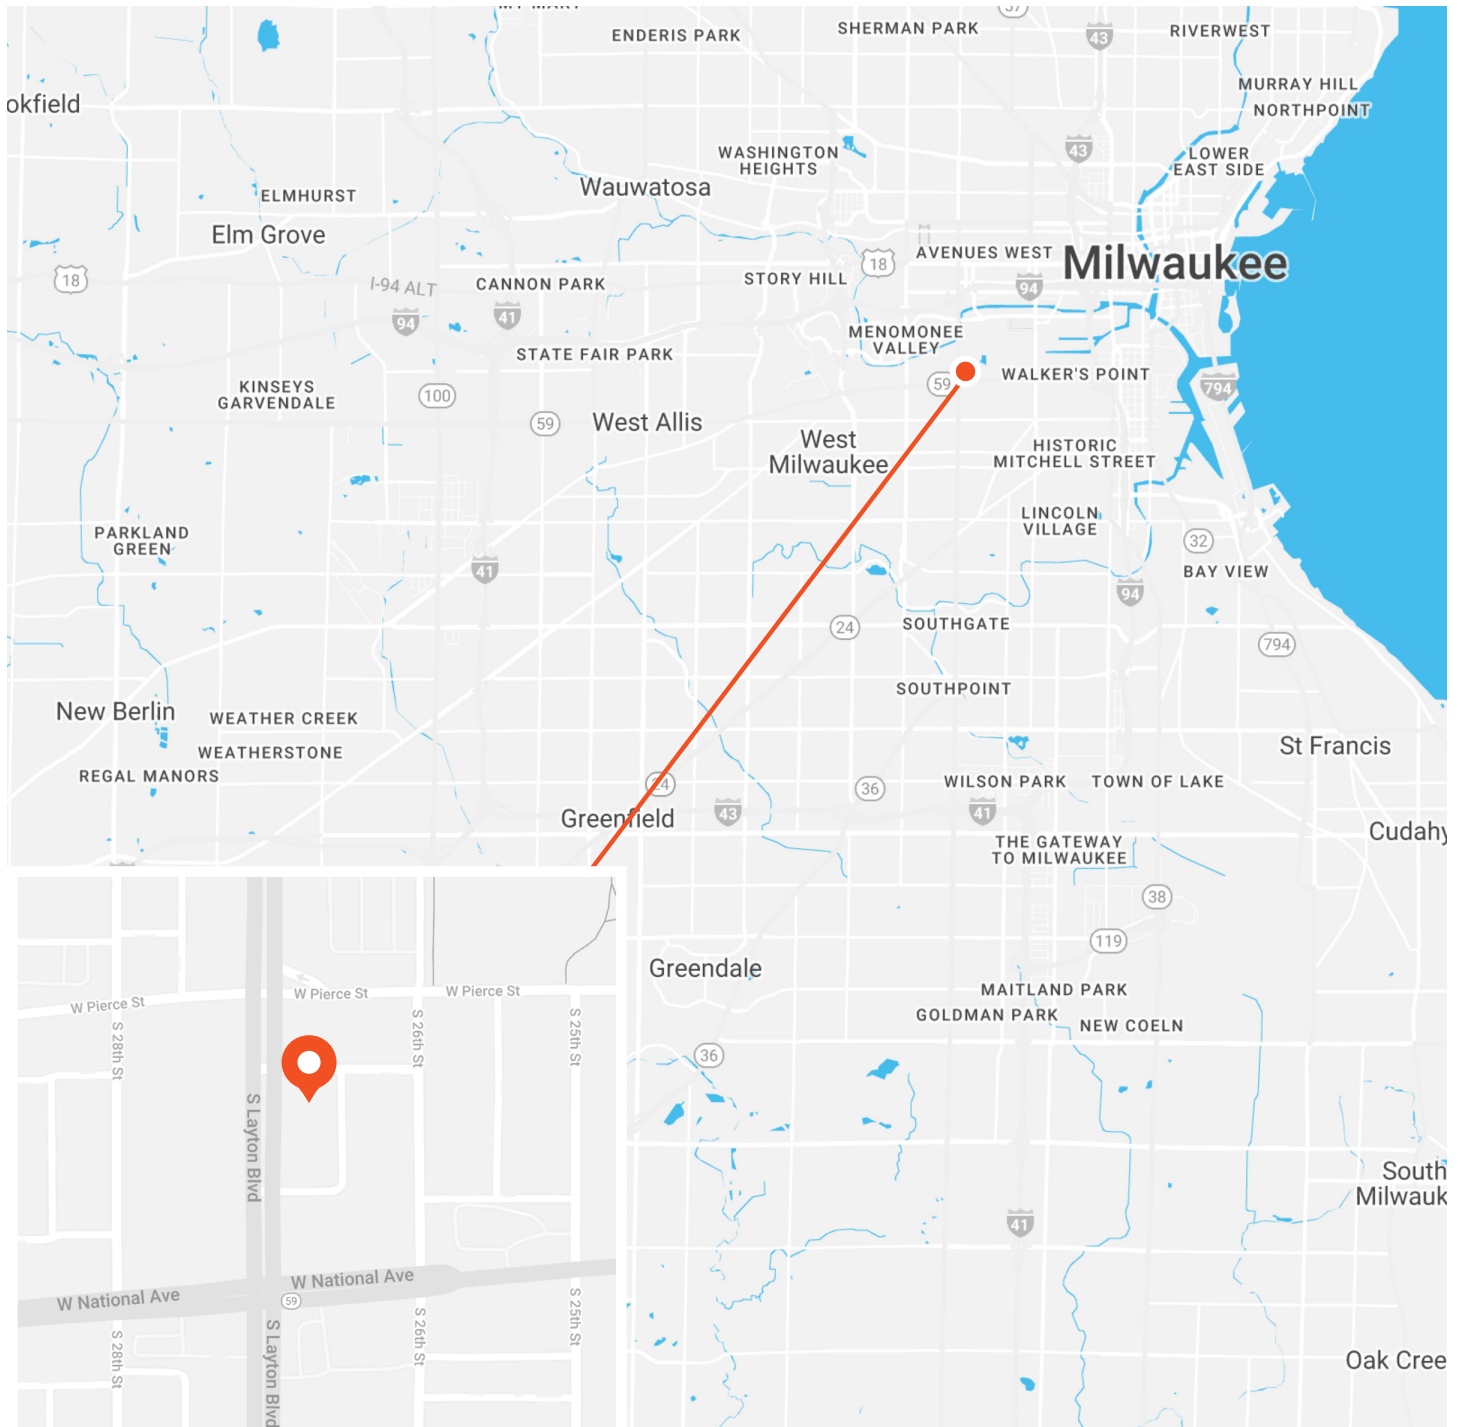 MT MARY
ENDERIS PARK
SHERMAN PARK
57
43
RIVERWEST
okfield
MURRAY HILL
NORTHPOINT
WASHINGTON
HEIGHTS
43
LOWER
EAST SIDE
ELMHURST
Wauwatosa
Elm Grove
AVENUES WEST
Milwaukee
18
I-94 ALT
CANNON PARK
STORY HILL
18
94
94
41
STATE FAIR PARK
MENOMONEE
VALLEY
WALKER'S POINT
KINSEYS
GARVENDALE
100
59
59
794
West Allis
West
Milwaukee
HISTORIC
MITCHELL STREET
PARKLAND
GREEN
LINCOLN
VILLAGE
32
41
BAY VIEW
94
24
SOUTHGATE
794
SOUTHPOINT
New Berlin
WEATHER CREEK
WEATHERSTONE
REGAL MANORS
St Francis
24
36
WILSON PARK
TOWN OF LAKE
Greenfield
43
41
Cudahy
THE GATEWAY
TO MILWAUKEE
38
119
Greendale
MAITLAND PARK
GOLDMAN PARK
NEW COELN
36
South
Milwauk
41
Oak Cree
W Pierce St
W Pierce St
W Pierce St
S 28th St
S 26th St
S 25th St
S Layton Blvd
W National Ave
W National Ave
59
S 28th St
S Layton Blvd
S 26th St
S 25th St